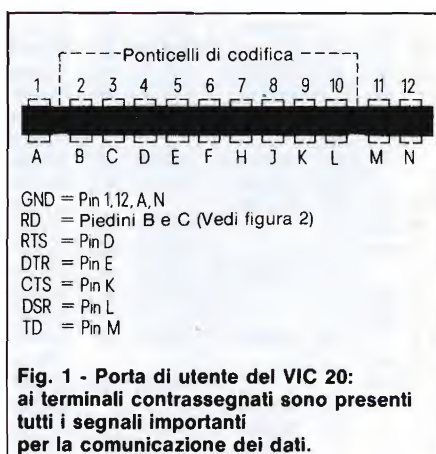 Ponticelli di codifica
1 2 3 4 5 6 7 8 9 10 11 12
A B C D E F H J K L M N
GND = Pin 1,12, A, N
RD = Piedini B e C (Vedi figura 2)
RTS = Pin D
DTR = Pin E
CTS = Pin K
DSR = Pin L
TD = Pin M
Fig. 1 - Porta di utente del VIC 20:
ai terminali contrassegnati sono presenti
tutti i segnali importanti
per la comunicazione dei dati.